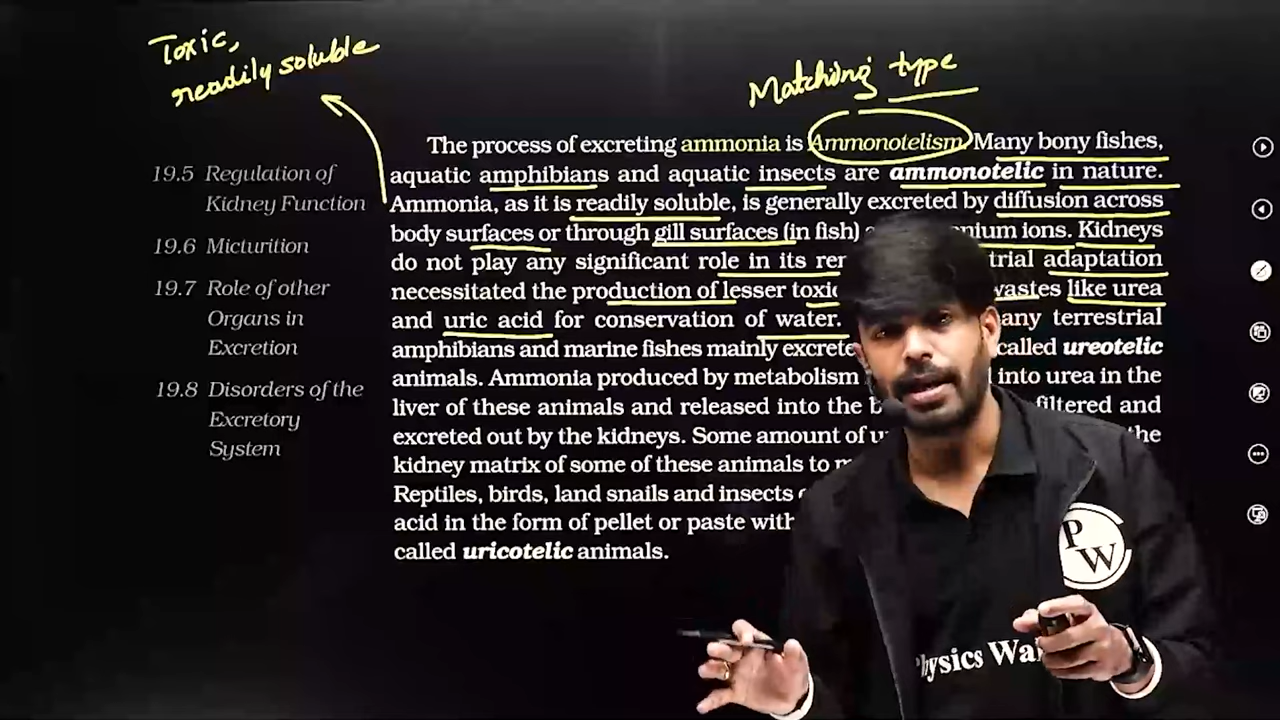 Toxic,
readily soluble
Matching type
The process of excreting ammonia is Ammonotelism Many bony fishes,
aquatic amphibians and aquatic insects are ammonotelic in nature.
Ammonia, as it is readily soluble, is generally excreted by diffusion across
body surfaces or through gill surfaces (in fish) nium ions. Kidneys
do not play any significant role in its trial adaptation
necessitated the production of lesser wastes like urea
and uric acid for conservation of water. any terrestrial
amphibians and marine fishes mainly excrete called ureotelic
animals. Ammonia produced by metabolism into urea in the
liver of these animals and released into the filtered and
excreted out by the kidneys. Some amount of the
kidney matrix of some of these animals to
Reptiles, birds, land snails and insects
acid in the form of pellet or paste with
called uricotelic animals.
19.5 Regulation of
Kidney Function
19.6 Micturition
19.7 Role of other
Organs in
Excretion
19.8 Disorders of the
Excretory
System
PW
Physics Wal